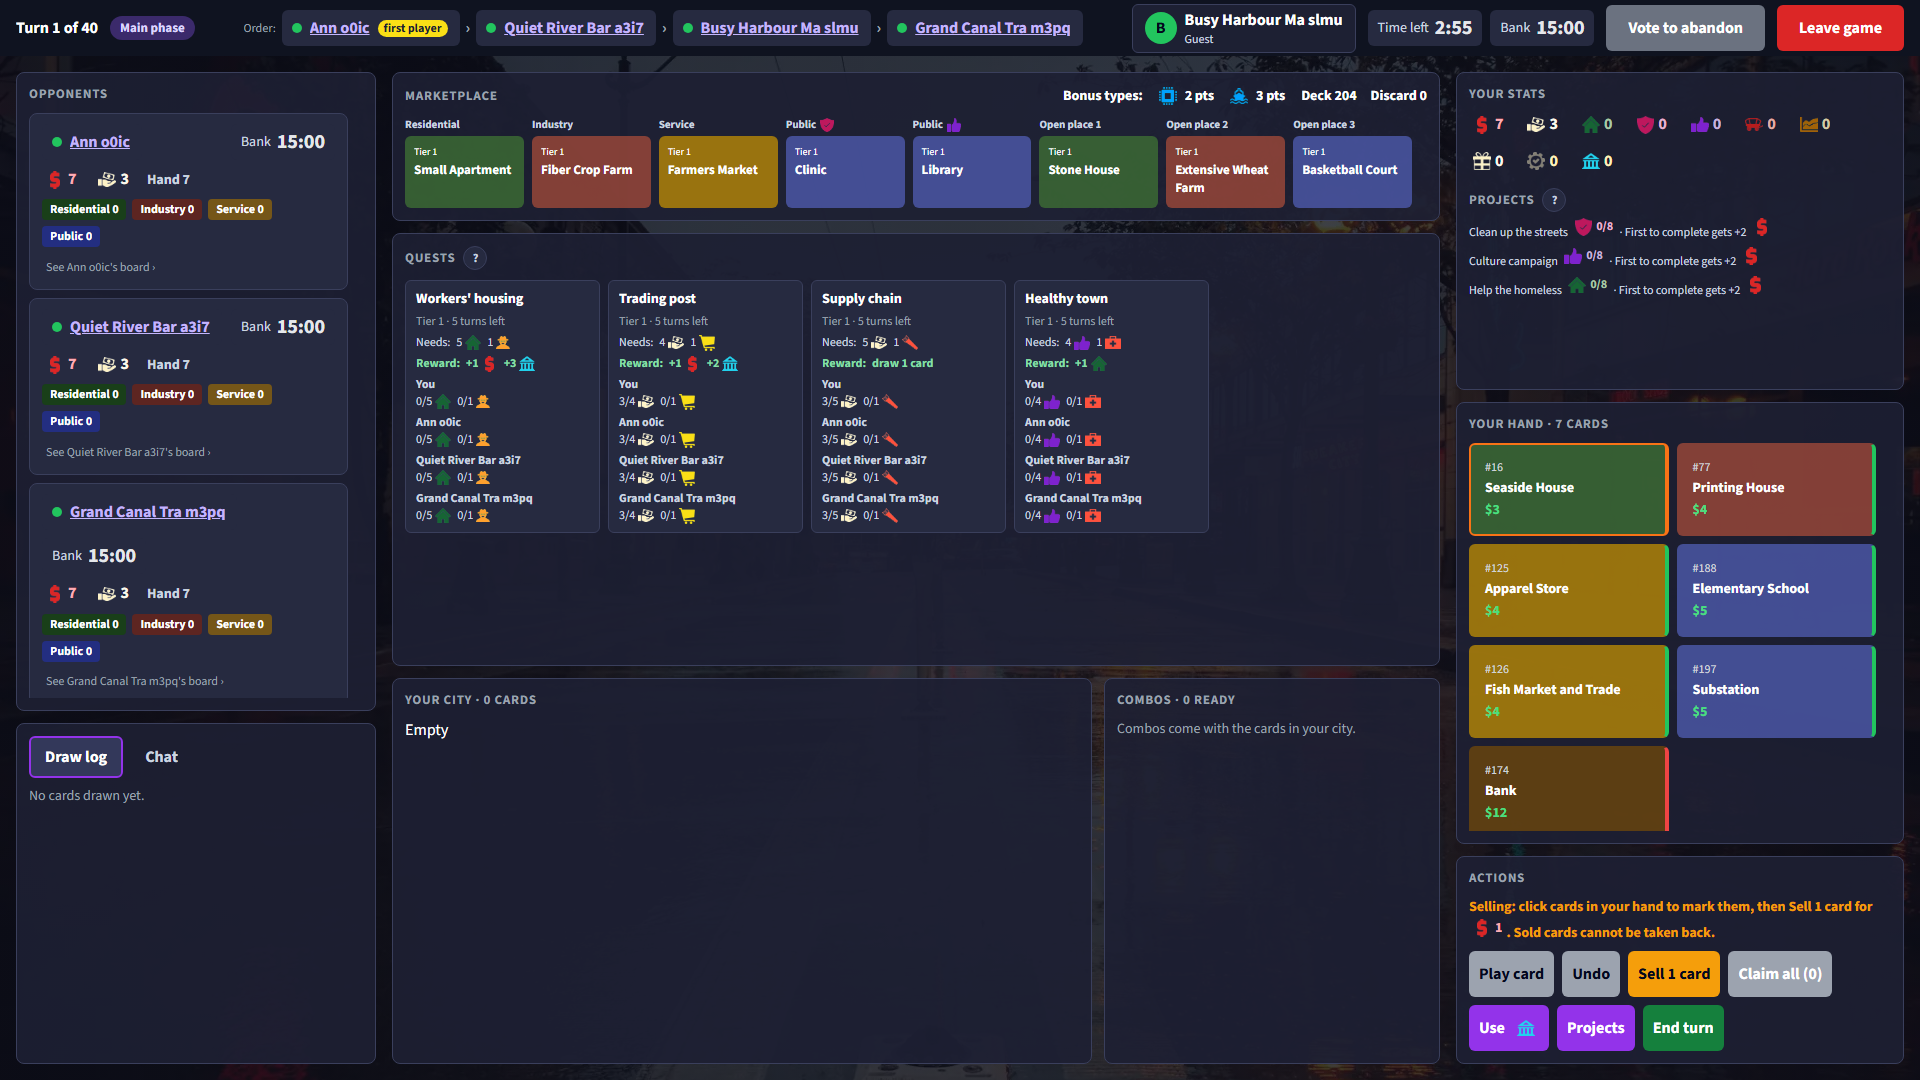 Turn 1 of 40
Main phase
Order:
Ann o0ic
first player
›
Quiet River Bar a3i7
›
Busy Harbour Ma slmu
›
Grand Canal Tra m3pq
B
Busy Harbour Ma slmu
Guest
Time left 2:55
Bank 15:00
Vote to abandon
Leave game
OPPONENTS
Ann o0ic
Bank 15:00
7
3
Hand 7
Residential 0
Industry 0
Service 0
Public 0
See Ann o0ic's board ›
Quiet River Bar a3i7
Bank 15:00
7
3
Hand 7
Residential 0
Industry 0
Service 0
Public 0
See Quiet River Bar a3i7's board ›
Grand Canal Tra m3pq
Bank 15:00
7
3
Hand 7
Residential 0
Industry 0
Service 0
Public 0
See Grand Canal Tra m3pq's board ›
Draw log
Chat
No cards drawn yet.
MARKETPLACE
Bonus types:
2 pts
3 pts
Deck 204
Discard 0
Residential
Tier 1
Small Apartment
Industry
Tier 1
Fiber Crop Farm
Service
Tier 1
Farmers Market
Public
Tier 1
Clinic
Public
Tier 1
Library
Open place 1
Tier 1
Stone House
Open place 2
Tier 1
Extensive Wheat
Farm
Open place 3
Tier 1
Basketball Court
QUESTS
?
Workers' housing
Tier 1 · 5 turns left
Needs: 5 1
Reward: +1 +3
You
0/5 0/1
Ann o0ic
0/5 0/1
Quiet River Bar a3i7
0/5 0/1
Grand Canal Tra m3pq
0/5 0/1
Trading post
Tier 1 · 5 turns left
Needs: 4 1
Reward: +1 +2
You
3/4 0/1
Ann o0ic
3/4 0/1
Quiet River Bar a3i7
3/4 0/1
Grand Canal Tra m3pq
3/4 0/1
Supply chain
Tier 1 · 5 turns left
Needs: 5 1
Reward: draw 1 card
You
3/5 0/1
Ann o0ic
3/5 0/1
Quiet River Bar a3i7
3/5 0/1
Grand Canal Tra m3pq
3/5 0/1
Healthy town
Tier 1 · 5 turns left
Needs: 4 1
Reward: +1
You
0/4 0/1
Ann o0ic
0/4 0/1
Quiet River Bar a3i7
0/4 0/1
Grand Canal Tra m3pq
0/4 0/1
YOUR CITY · 0 CARDS
Empty
COMBOS · 0 READY
Combos come with the cards in your city.
YOUR STATS
7
3
0
0
0
0
0
0
0
0
PROJECTS
?
Clean up the streets 0/8 · First to complete gets +2
Culture campaign 0/8 · First to complete gets +2
Help the homeless 0/8 · First to complete gets +2
YOUR HAND · 7 CARDS
#16
Seaside House
$3
#77
Printing House
$4
#125
Apparel Store
$4
#188
Elementary School
$5
#126
Fish Market and Trade
$4
#197
Substation
$5
#174
Bank
$12
ACTIONS
Selling: click cards in your hand to mark them, then Sell 1 card for
1 . Sold cards cannot be taken back.
Play card
Undo
Sell 1 card
Claim all (0)
Use
Projects
End turn